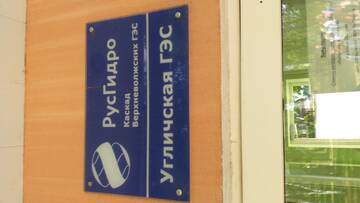 РусГидро
Каскад
Верхневолжских ГЭС
Угличская ГЭС